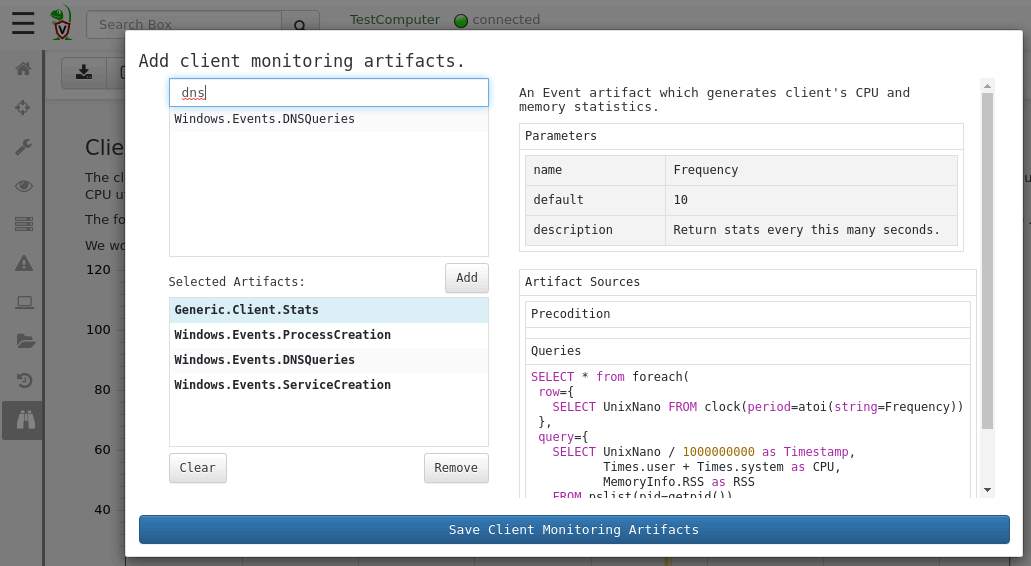 Search Box
TestComputer
connected
Add client monitoring artifacts.
dns
Windows.Events.DNSQueries
Selected Artifacts:
Add
Generic.Client.Stats
Windows.Events.ProcessCreation
Windows.Events.DNSQueries
Windows.Events.ServiceCreation
Clear
Remove
An Event artifact which generates client's CPU and
memory statistics.
Parameters
name Frequency
default 10
description Return stats every this many seconds.
Artifact Sources
Precodition
Queries
SELECT * from foreach(
row={
SELECT UnixNano FROM clock(period=atoi(string=Frequency))
},
query={
SELECT UnixNano / 1000000000 as Timestamp,
Times.user + Times.system as CPU,
MemoryInfo.RSS as RSS
FROM pslist(pid=getpid())
Save Client Monitoring Artifacts
Clie
The cl
CPU u
The fo
We wo
120
100
80
60
40